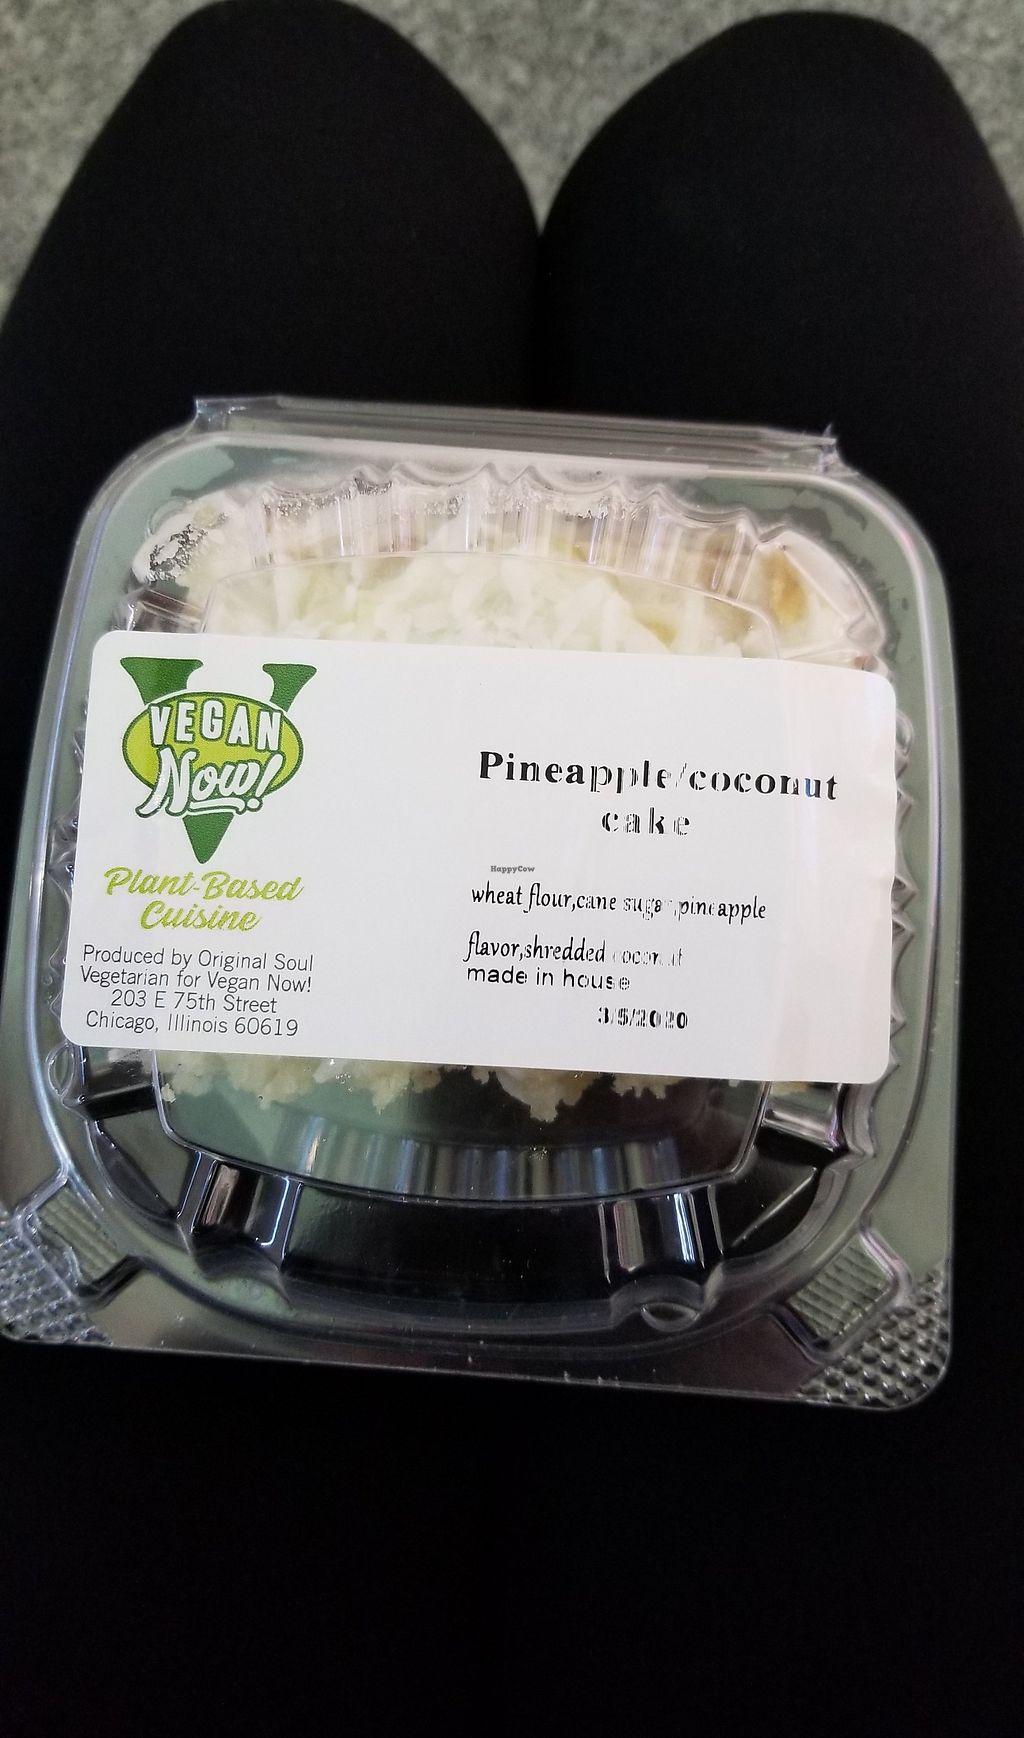 VEGAN
Now!
Plant-Based
Cuisine
Produced by Original Soul
Vegetarian for Vegan Now!
203 E 75th Street
Chicago, Illinois 60619
Pineapple/coconut
cake
HappyCow
wheat flour,cane sugar,pineapple
flavor,shredded coconut
made in house
3/5/2020